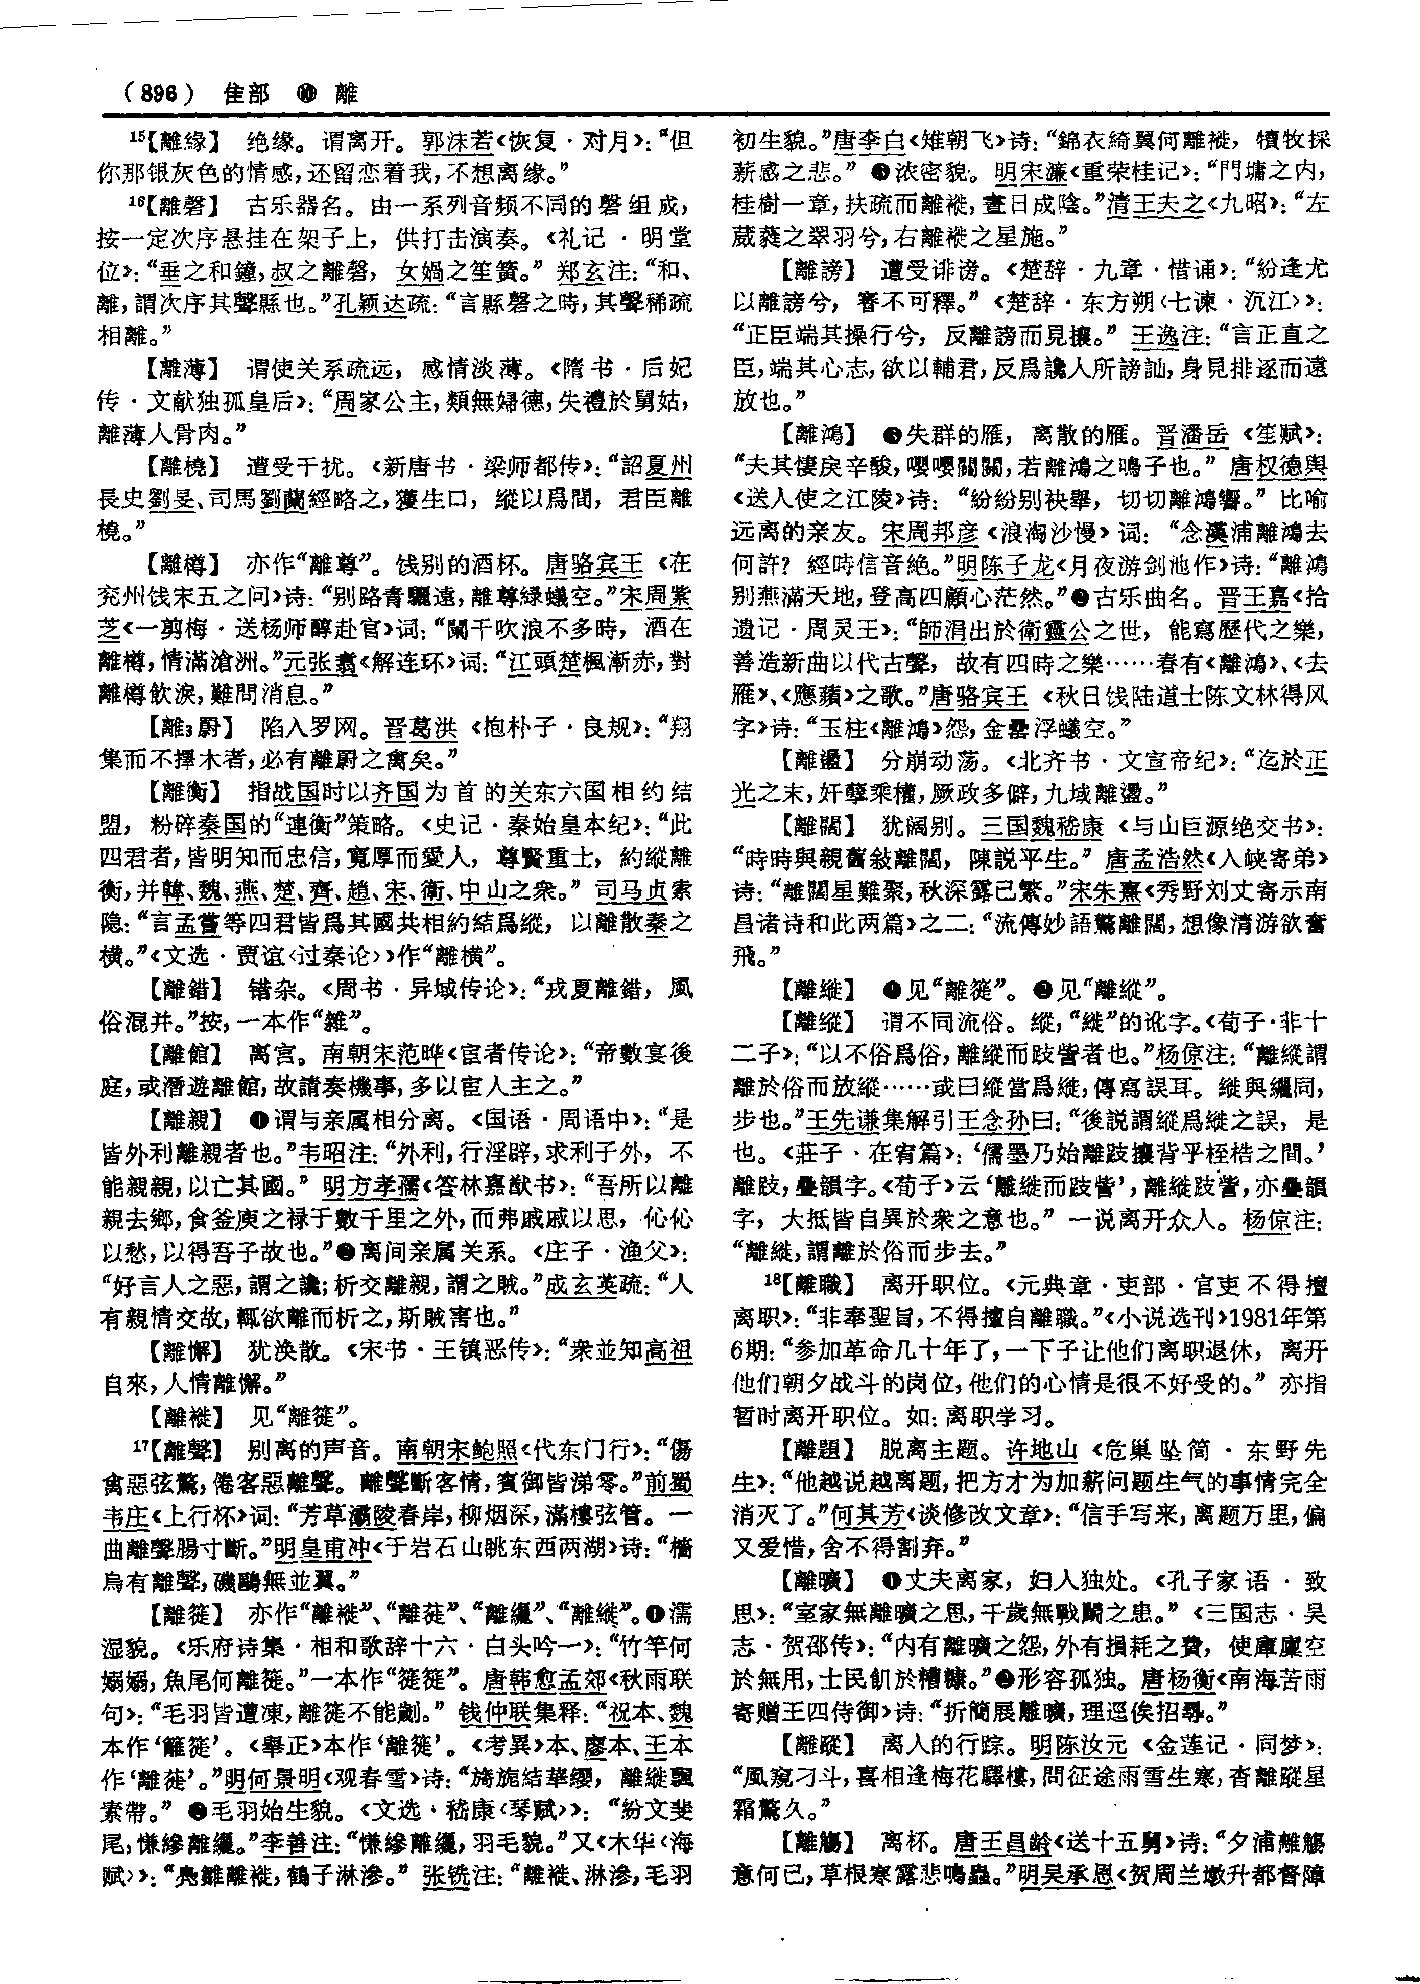 （896） 隹部 ⑩ 離
15【離緣】 绝缘。谓离开。郭沫若《恢复·对月》：“但
你那银灰色的情感，还留恋着我，不想离缘。”
16【離磬】 古乐器名。由一系列音频不同的磬组成，
按一定次序悬挂在架子上，供打击演奏。《礼记·明堂
位》：“垂之和鐘，叔之離磬，女媧之笙簧。”郑玄注：“和、
離，謂次序其聲縣也。”孔颖达疏：“言縣磬之時，其聲稀疏
相離。”
【離薄】 谓使关系疏远，感情淡薄。《隋书·后妃
传·文献独孤皇后》：“周家公主，類無婦德，失禮於舅姑，
離薄人骨肉。”
【離橈】 遭受干扰。《新唐书·梁师都传》：“詔夏州
長史劉旻、司馬劉蘭經略之，獲生口，縱以爲間，君臣離
橈。”
【離樽】 亦作“離尊”。饯别的酒杯。唐骆宾王《在
兖州饯宋五之问》诗：“别路青驪遠，離尊緑蟻空。”宋周紫
芝《一剪梅·送杨师醇赴官》词：“闌干吹浪不多時，酒在
離樽，情滿滄洲。”元张翥《解连环》词：“江頭楚楓漸赤，對
離樽飲淚，難問消息。”
【離3罻】 陷入罗网。晋葛洪《抱朴子·良规》：“翔
集而不擇木者，必有離罻之禽矣。”
【離衡】 指战国时以齐国为首的关东六国相约结
盟，粉碎秦国的“連衡”策略。《史记·秦始皇本纪》：“此
四君者，皆明知而忠信，寬厚而愛人，尊賢重士，約縱離
衡，并韓、魏、燕、楚、齊、趙、宋、衛、中山之衆。”司马贞索
隐：“言孟嘗等四君皆爲其國共相約結爲縱，以離散秦之
横。”《文选·贾谊〈过秦论〉》作“離横”。
【離錯】 错杂。《周书·异域传论》：“戎夏離錯，風
俗混并。”按，一本作“雜”。
【離館】 离宫。南朝宋范晔《宦者传论》：“帝數宴後
庭，或潛遊離館，故請奏機事，多以宦人主之。”
【離親】 ❶谓与亲属相分离。《国语·周语中》：“是
皆外利離親者也。”韦昭注：“外利，行淫辟，求利于外，不
能親親，以亡其國。”明方孝孺《答林嘉猷书》：“吾所以離
親去鄉，食釜庾之禄于數千里之外，而弗戚戚以思，伈伈
以愁，以得吾子故也。”❷离间亲属关系。《庄子·渔父》：
“好言人之惡，謂之讒；析交離親，謂之賊。”成玄英疏：“人
有親情交故，輒欲離而析之，斯賊害也。”
【離懈】 犹涣散。《宋书·王镇恶传》：“衆並知高祖
自來，人情離懈。”
【離褷】 见“離簁”。
17【離聲】 别离的声音。南朝宋鲍照《代东门行》：“傷
禽惡弦驚，倦客惡離聲。離聲斷客情，賓御皆涕零。”前蜀
韦庄《上行杯》词：“芳草灞陵春岸，柳烟深，滿樓弦管。一
曲離聲腸寸斷。”明皇甫冲《于岩石山眺东西两湖》诗：“檣
烏有離聲，磯鷗無並翼。”
【離簁】 亦作“離褷”、“離蓰”、“離纚”、“離縰”。❶濡
湿貌。《乐府诗集·相和歌辞十六·白头吟一》：“竹竿何
嫋嫋，魚尾何離簁。”一本作“簁簁”。唐韩愈孟郊《秋雨联
句》：“毛羽皆遭凍，離簁不能翽。”钱仲联集释：“祝本、魏
本作‘籬簁’。《舉正》本作‘離簁’。《考異》本、廖本、王本
作‘離蓰’。”明何景明《观春雪》诗：“旖旎結華纓，離縰飄
素帶。”❷毛羽始生貌。《文选·嵇康〈琴赋〉》：“紛文斐
尾，慊縿離纚。”李善注：“慊縿離纚，羽毛貌。”又《木华〈海
赋〉》：“鳧雛離褷，鶴子淋滲。”张铣注：“離褷、淋滲，毛羽
初生貌。”唐李白《雉朝飞》诗：“錦衣綺翼何離褷，犢牧採
薪感之悲。”❸浓密貌。明宋濂《重荣桂记》：“門墉之内，
桂樹一章，扶疏而離褷，晝日成陰。”清王夫之《九昭》：“左
葳蕤之翠羽兮，右離褷之星施。”
【離謗】 遭受诽谤。《楚辞·九章·惜诵》：“紛逢尤
以離謗兮，謇不可釋。”《楚辞·东方朔〈七谏·沉江〉》：
“正臣端其操行兮，反離謗而見攘。”王逸注：“言正直之
臣，端其心志，欲以輔君，反爲讒人所謗訕，身見排逐而遠
放也。”
【離鴻】 ❶失群的雁，离散的雁。晋潘岳《笙赋》：
“夫其悽戾辛酸，嚶嚶關關，若離鴻之鳴子也。”唐权德舆
《送人使之江陵》诗：“紛紛别袂舉，切切離鴻響。”比喻
远离的亲友。宋周邦彦《浪淘沙慢》词：“念漢浦離鴻去
何許？經時信音絶。”明陈子龙《月夜游剑池作》诗：“離鴻
别燕滿天地，登高四顧心茫然。”❷古乐曲名。晋王嘉《拾
遗记·周灵王》：“師涓出於衛靈公之世，能寫歷代之樂，
善造新曲以代古聲，故有四時之樂……春有《離鴻》、《去
雁》、《應蘋》之歌。”唐骆宾王《秋日饯陆道士陈文林得风
字》诗：“玉柱《離鴻》怨，金罍浮蟻空。”
【離盪】 分崩动荡。《北齐书·文宣帝纪》：“迄於正
光之末，奸孽乘權，厥政多僻，九域離盪。”
【離闊】 犹阔别。三国魏嵇康《与山巨源绝交书》：
“時時與親舊敍離闊，陳説平生。”唐孟浩然《入峡寄弟》
诗：“離闊星難聚，秋深露已繁。”宋朱熹《秀野刘丈寄示南
昌诸诗和此两篇》之二：“流傳妙語驚離闊，想像清游欲奮
飛。”
【離縰】 ❶见“離簁”。❷见“離縱”。
【離縱】 谓不同流俗。縱，“縰”的讹字。《荀子·非十
二子》：“以不俗爲俗，離縱而跂訾者也。”杨倞注：“離縱謂
離於俗而放縱……或曰縱當爲縰，傳寫誤耳。縰與纚同，
步也。”王先谦集解引王念孙曰：“後説謂縱爲縰之誤，是
也。《莊子·在宥篇》：‘儒墨乃始離跂攘背乎桎梏之間。’
離跂，疊韻字。《荀子》云‘離縰而跂訾’，離縰跂訾，亦疊韻
字，大抵皆自異於衆之意也。”一说离开众人。杨倞注：
“離縰，謂離於俗而步去。”
18【離職】 离开职位。《元典章·吏部·官吏不得擅
离职》：“非奉聖旨，不得擅自離職。”《小说选刊》1981年第
6期：“参加革命几十年了，一下子让他们离职退休，离开
他们朝夕战斗的岗位，他们的心情是很不好受的。”亦指
暂时离开职位。如：离职学习。
【離題】 脱离主题。许地山《危巢坠简·东野先
生》：“他越说越离题，把方才为加薪问题生气的事情完全
消灭了。”何其芳《谈修改文章》：“信手写来，离题万里，偏
又爱惜，舍不得割弃。”
【離曠】 ❶丈夫离家，妇人独处。《孔子家语·致
思》：“室家無離曠之思，千歲無戰鬭之患。”《三国志·吴
志·贺邵传》：“内有離曠之怨，外有損耗之費，使庫廩空
於無用，士民飢於糟糠。”❷形容孤独。唐杨衡《南海苦雨
寄赠王四侍御》诗：“折簡展離曠，理逕俟招尋。”
【離蹤】 离人的行踪。明陈汝元《金莲记·同梦》：
“風窺刁斗，喜相逢梅花驛樓，問征途雨雪生寒，杳離蹤星
霜驚久。”
【離觴】 离杯。唐王昌龄《送十五舅》诗：“夕浦離觴
意何已，草根寒露悲鳴蟲。”明吴承恩《贺周兰墩升都督障